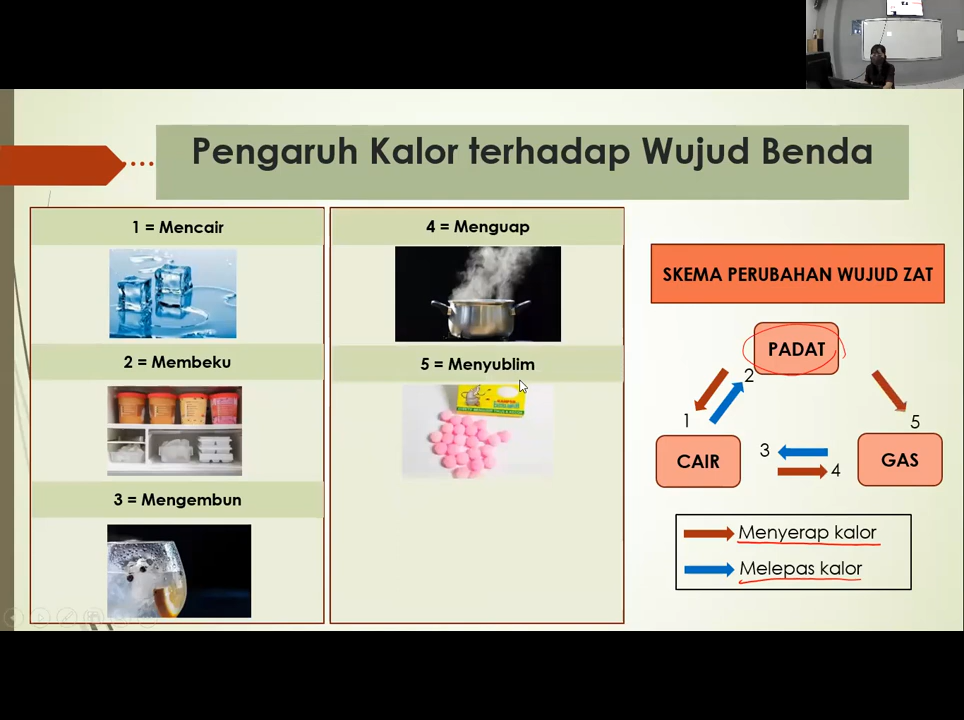 Pengaruh Kalor terhadap Wujud Benda
1 = Mencair
2 = Membeku
3 = Mengembun
4 = Menguap
5 = Menyublim
SKEMA PERUBAHAN WUJUD ZAT
PADAT
2
1
5
CAIR
3
4
GAS
Menyerap kalor
Melepas kalor